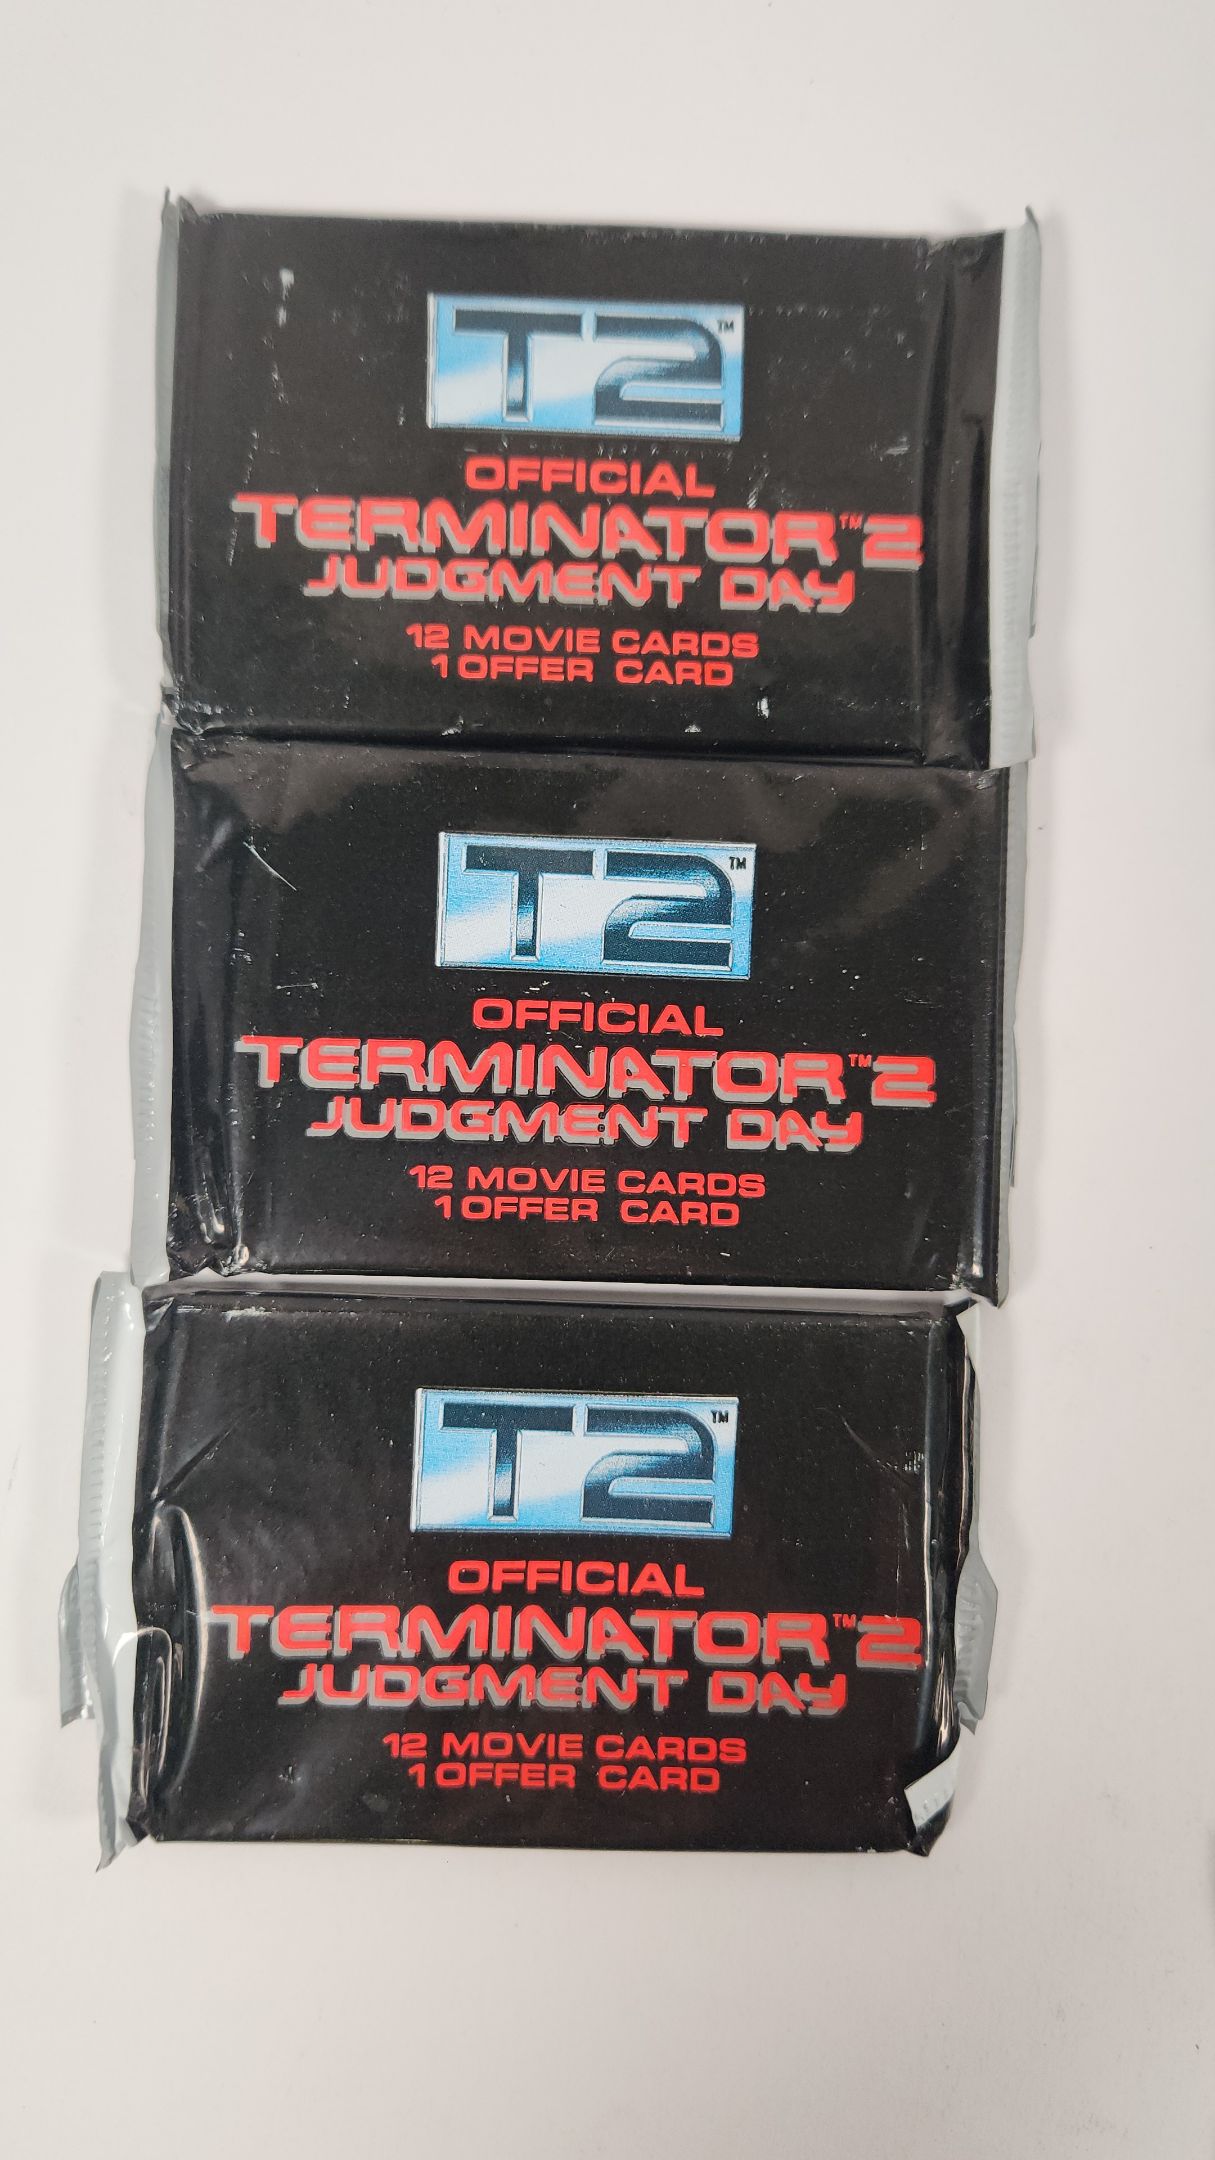 T2™
OFFICIAL
TERMINATOR™2
JUDGMENT DAY
12 MOVIE CARDS
1 OFFER CARD
T2™
OFFICIAL
TERMINATOR™2
JUDGMENT DAY
12 MOVIE CARDS
1 OFFER CARD
T2™
OFFICIAL
TERMINATOR™2
JUDGMENT DAY
12 MOVIE CARDS
1 OFFER CARD